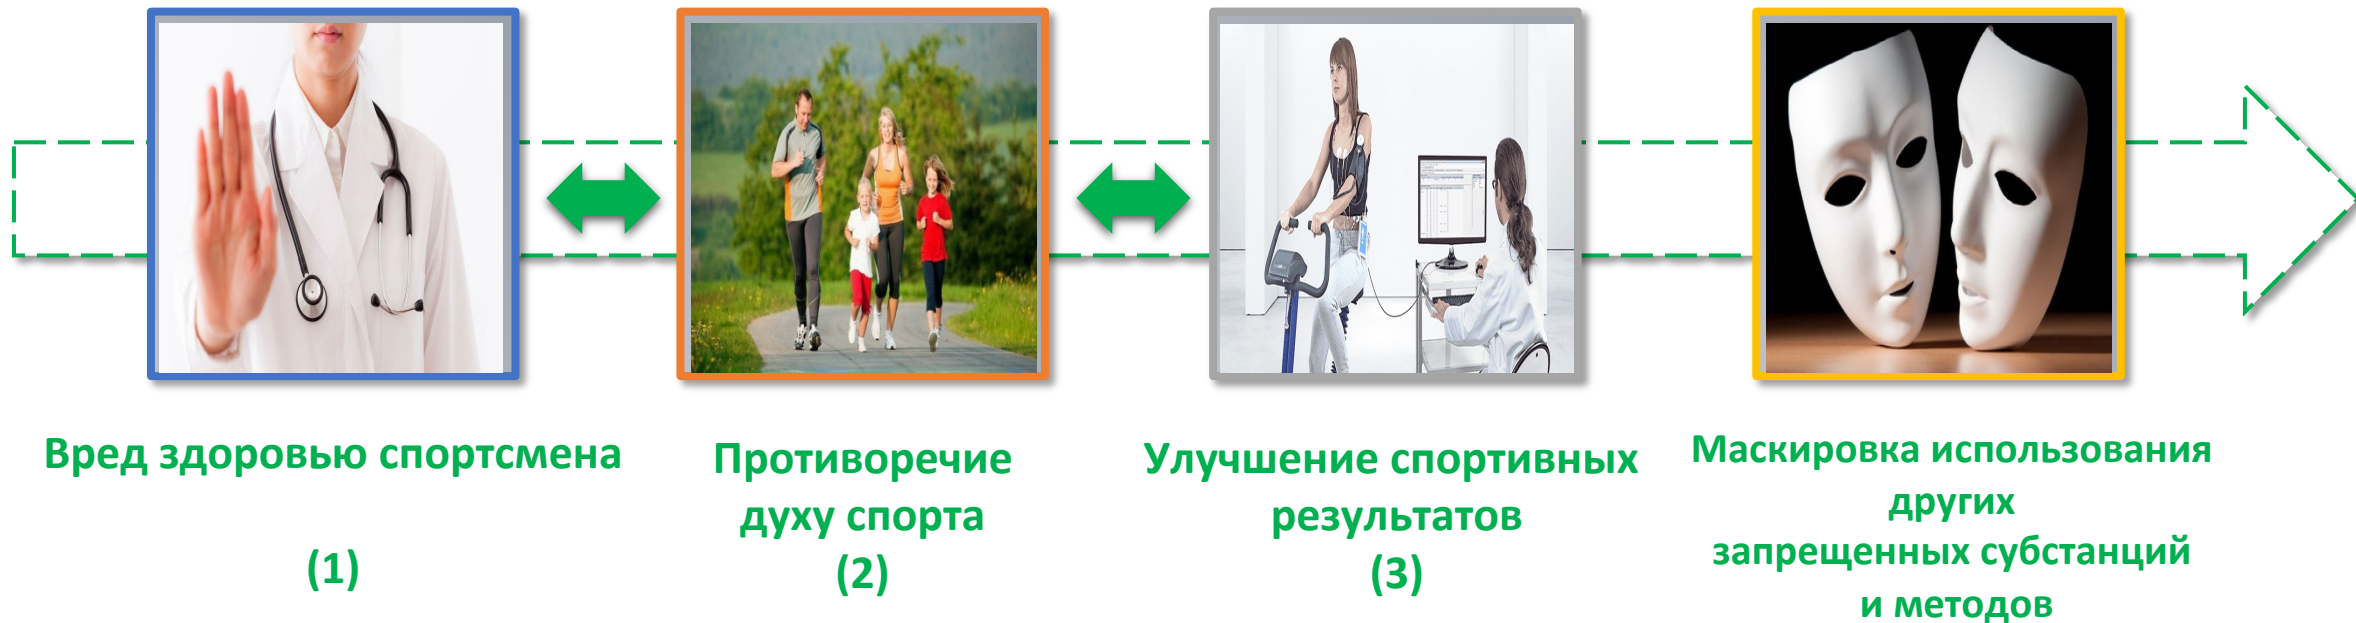 Вред здоровью спортсмена
(1)
Противоречие
духу спорта
(2)
Улучшение спортивных
результатов
(3)
Маскировка использования
других
запрещенных субстанций
и методов